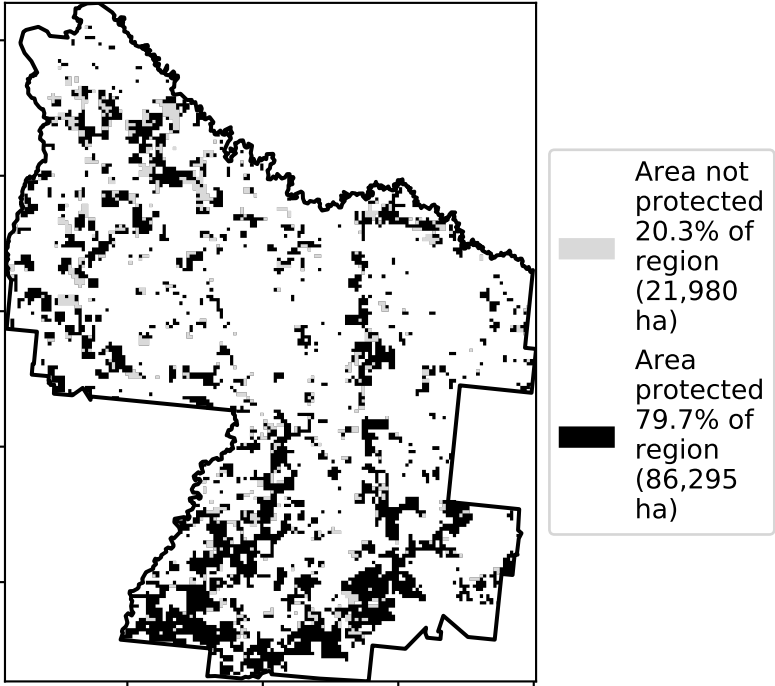 Area not
protected
20.3% of
region
(21,980
ha)
Area
protected
79.7% of
region
(86,295
ha)